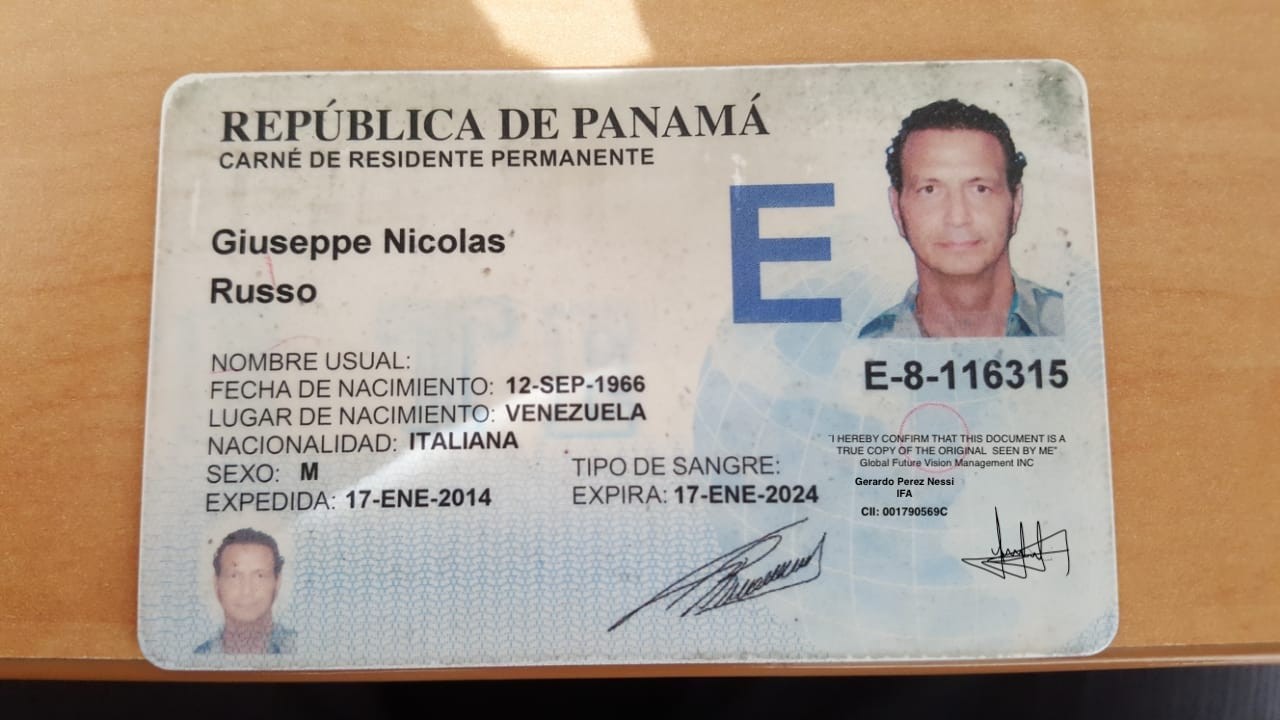 REPÚBLICA DE PANAMÁ
CARNÉ DE RESIDENTE PERMANENTE
E
Giuseppe Nicolas
Russo
E-8-116315
NOMBRE USUAL:
FECHA DE NACIMIENTO: 12-SEP-1966
LUGAR DE NACIMIENTO: VENEZUELA
NACIONALIDAD: ITALIANA
SEXO: M
TIPO DE SANGRE:
EXPEDIDA: 17-ENE-2014
EXPIRA: 17-ENE-2024
"I HEREBY CONFIRM THAT THIS DOCUMENT IS A
TRUE COPY OF THE ORIGINAL SEEN BY ME"
Global Future Vision Management INC
Gerardo Perez Nessi
IFA
CII: 001790569C